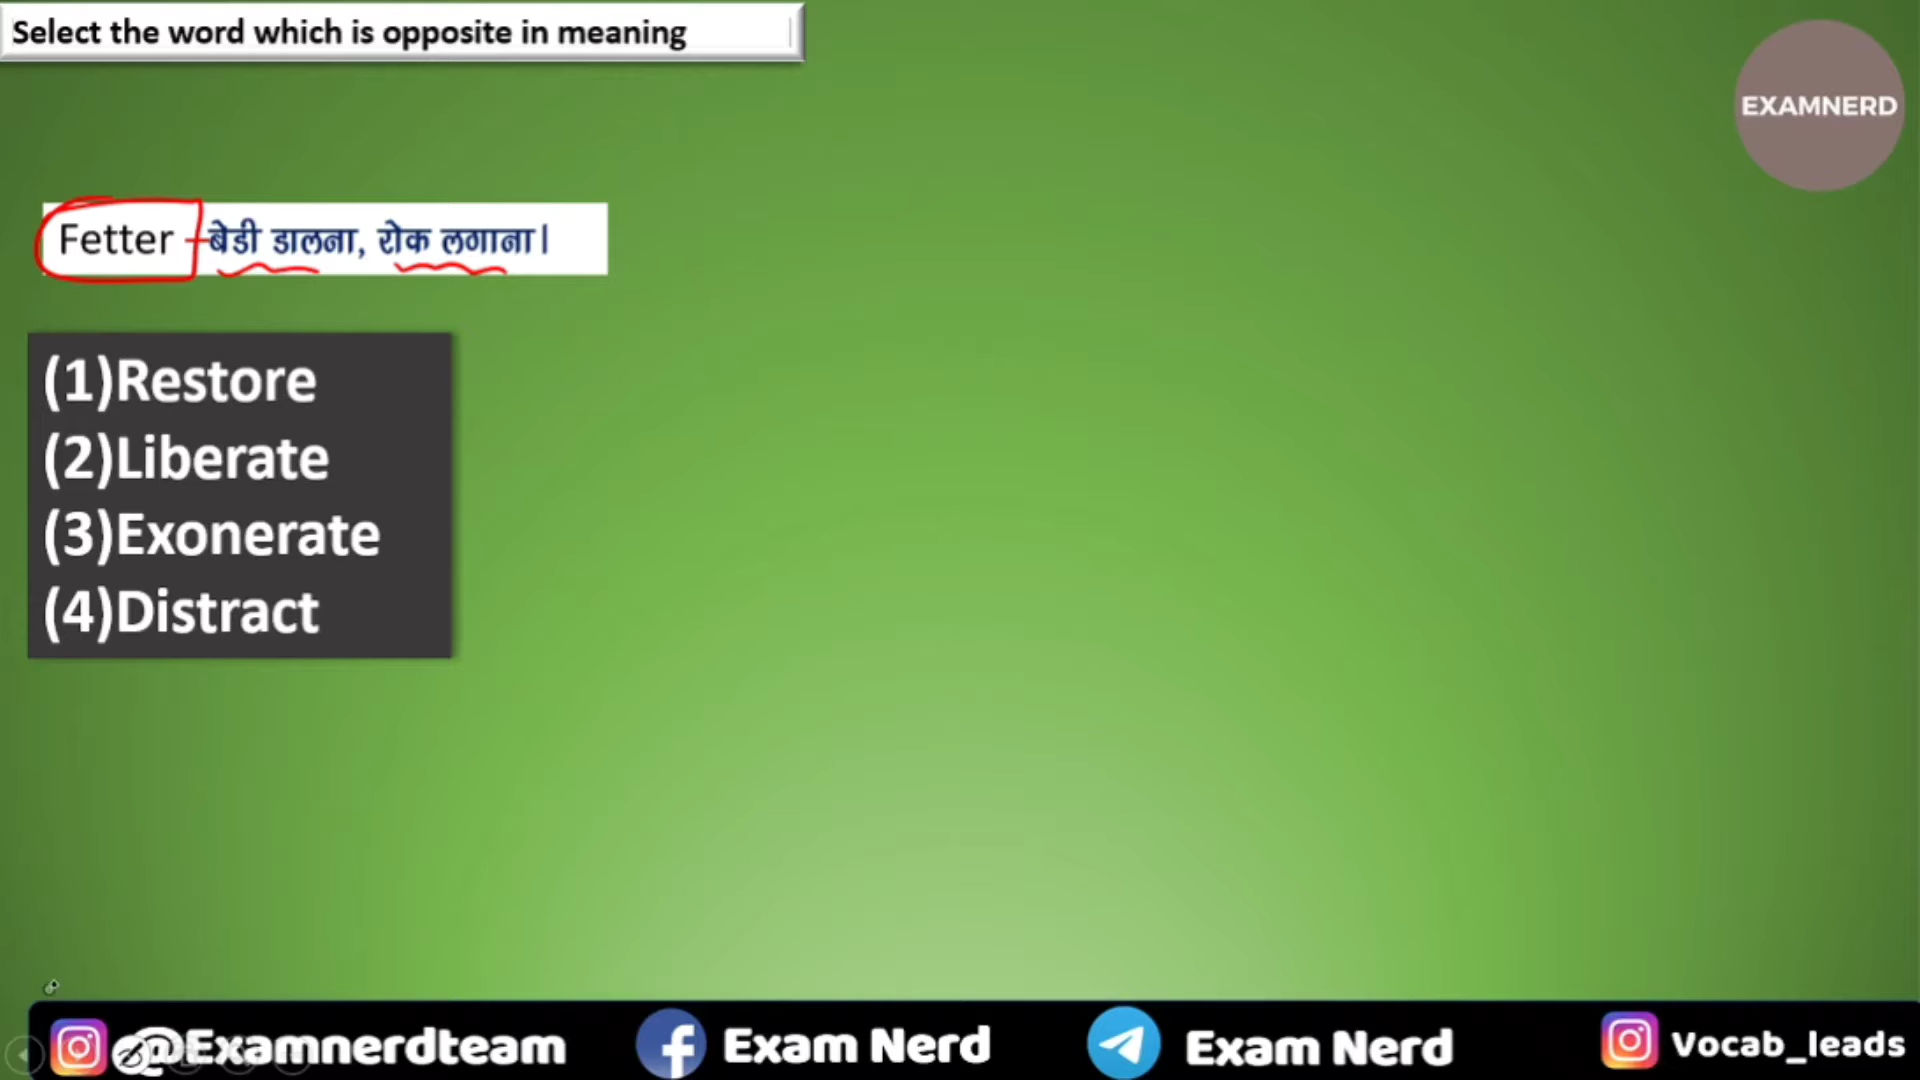 Select the word which is opposite in meaning
EXAMNERD
Fetter - बेडी डालना, रोक लगाना।
(1)Restore
(2)Liberate
(3)Exonerate
(4)Distract
@Examnerdteam
Exam Nerd
Exam Nerd
Vocab_leads